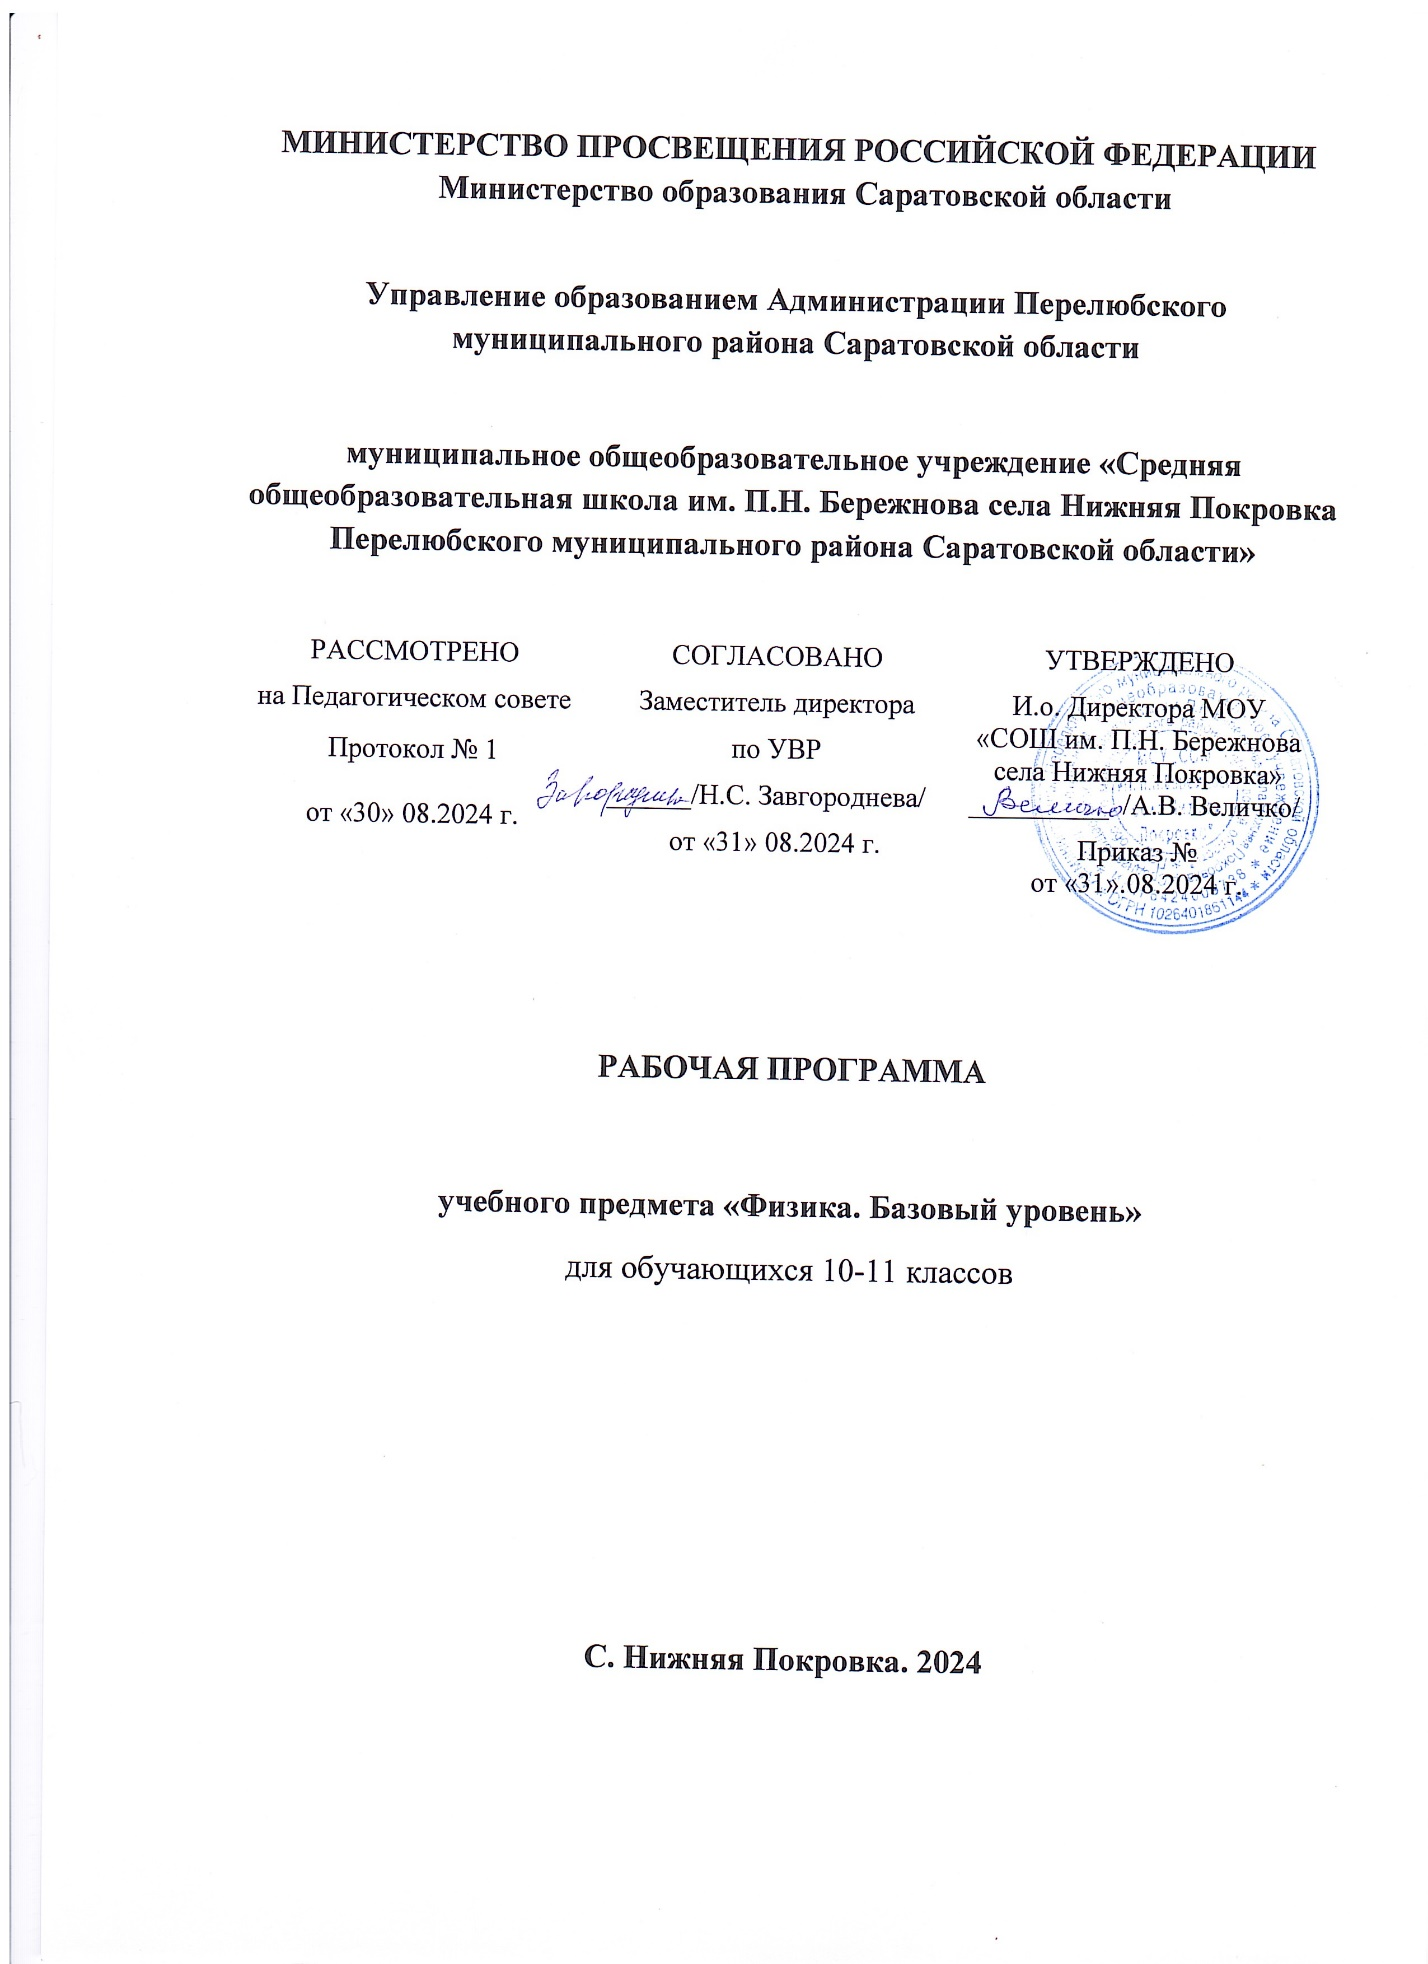 МИНИСТЕРСТВО ПРОСВЕЩЕНИЯ РОССИЙСКОЙ ФЕДЕРАЦИИ
Министерство образования Саратовской области
Управление образованием Администрации Перелюбского
муниципального района Саратовской области
муниципальное общеобразовательное учреждение «Средняя
общеобразовательная школа им. П.Н. Бережнова села Нижняя Покровка
Перелюбского муниципального района Саратовской области»
РАССМОТРЕНО
на Педагогическом совете
Протокол № 1
от «30» 08.2024 г.
СОГЛАСОВАНО
Заместитель директора
по УВР
/Н.С. Завгороднева/
от «31» 08.2024 г.
УТВЕРЖДЕНО
И.о. Директора МОУ
«СОШ им. П.Н. Бережнова
села Нижняя Покровка»
Величко/А.В. Величко/
Приказ №
от «31».08.2024 г.
ОГРН 1026401851144
РАБОЧАЯ ПРОГРАММА
учебного предмета «Физика. Базовый уровень»
для обучающихся 10-11 классов
С. Нижняя Покровка. 2024